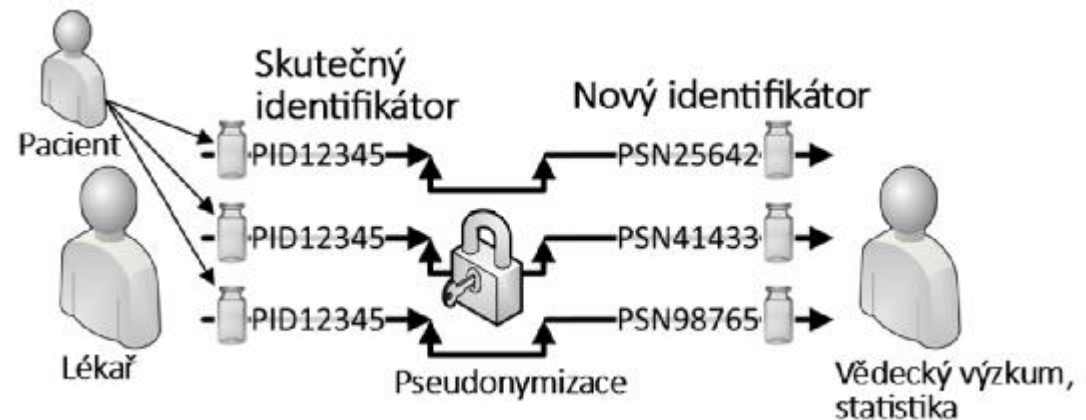 Skutečný
identifikátor
Nový identifikátor
Pacient
PID12345
PSN25642
PID12345
PSN41433
PID12345
PSN98765
Lékař
Pseudonymizace
Vědecký výzkum,
statistika